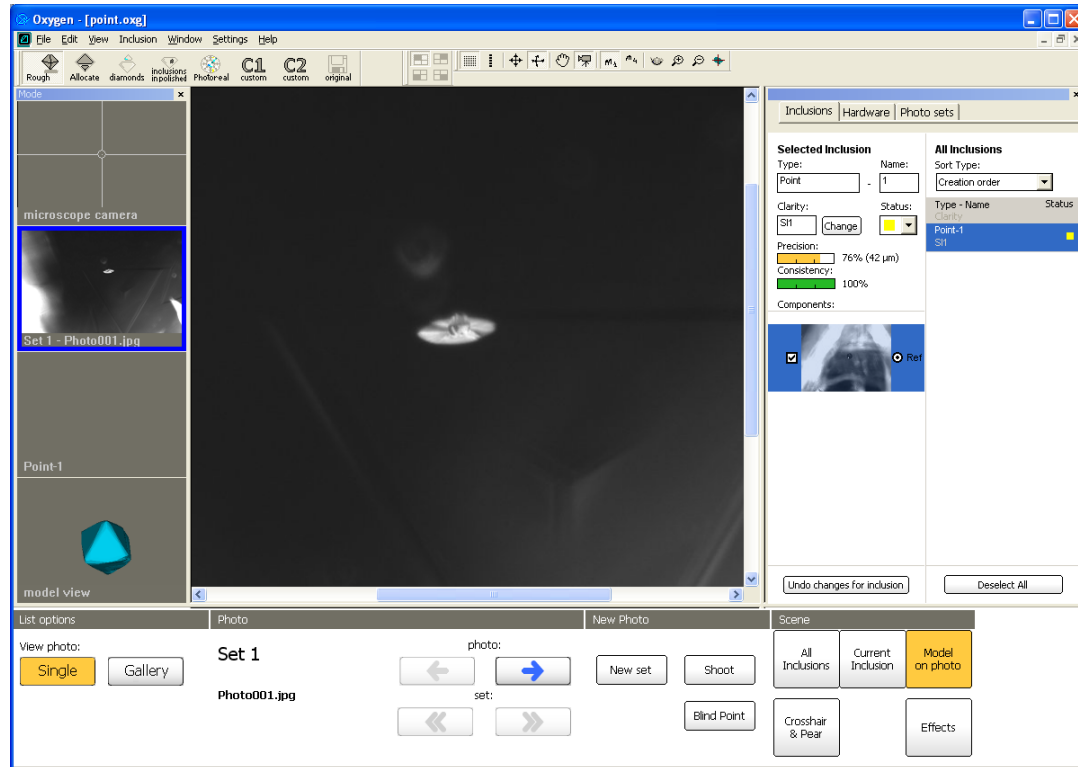 Oxygen - [point.oxg]
File Edit View Inclusion Window Settings Help
Rough
Allocate
diamonds
inclusions inpolished
Photoreal
C1 custom
C2 custom
original
Mode
microscope camera
Set 1 - Photo001.jpg
Point-1
model view
Inclusions Hardware Photo sets
Selected Inclusion
Type: Name:
Point - 1
Clarity: Status:
SI1 Change
Precision:
76% (42 µm)
Consistency:
100%
Components:
Ref
Undo changes for inclusion
All Inclusions
Sort Type:
Creation order
Type - Name Status
Clarity
Point-1
SI1
Deselect All
List options
View photo:
Single Gallery
Photo
Set 1
Photo001.jpg
photo:
set:
New Photo
New set Shoot
Blind Point
Scene
All Inclusions
Current Inclusion
Model on photo
Crosshair & Pear
Effects